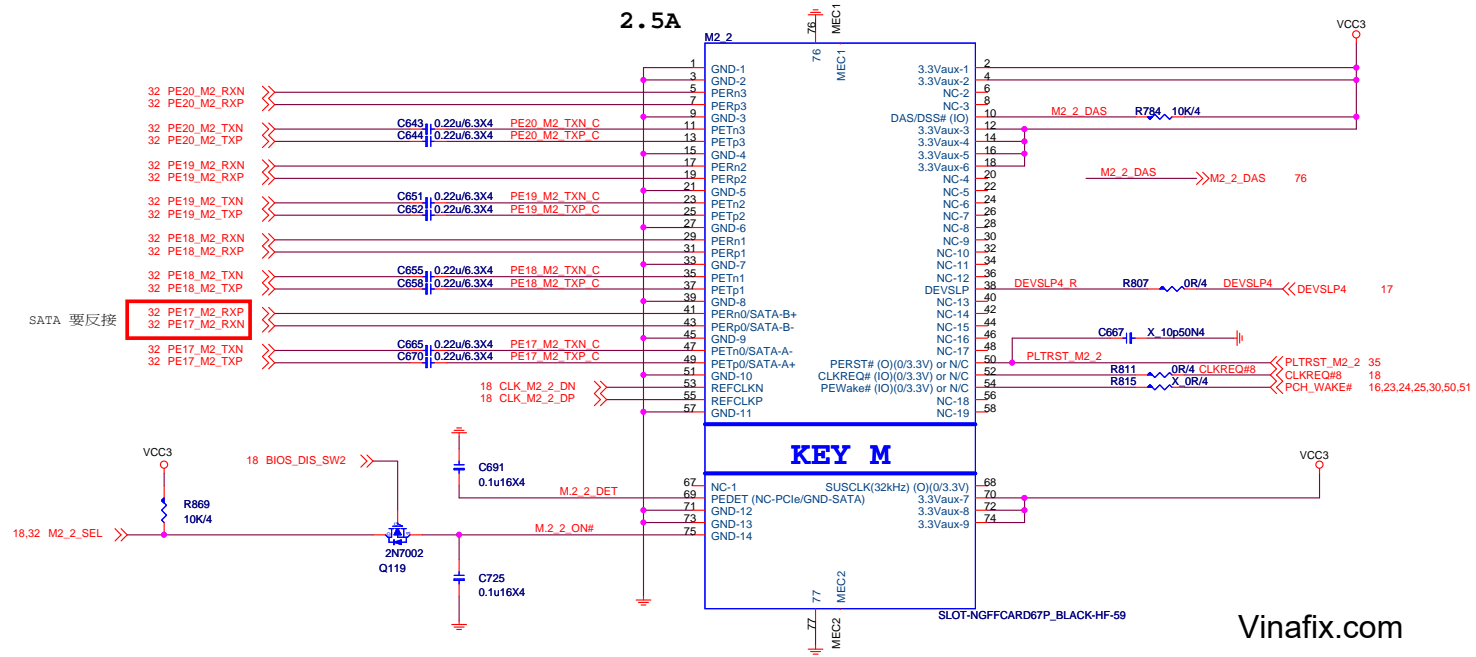 2.5A
76
MEC1
M2_2
76
MEC1
VCC3
1 GND-1
3 GND-2
32 PE20_M2_RXN 5 PERn3
32 PE20_M2_RXP 7 PERp3
9 GND-3
32 PE20_M2_TXN C643 0.22u/6.3X4 PE20_M2_TXN_C 11 PETn3
32 PE20_M2_TXP C644 0.22u/6.3X4 PE20_M2_TXP_C 13 PETp3
15 GND-4
32 PE19_M2_RXN 17 PERn2
32 PE19_M2_RXP 19 PERp2
21 GND-5
32 PE19_M2_TXN C651 0.22u/6.3X4 PE19_M2_TXN_C 23 PETn2
32 PE19_M2_TXP C652 0.22u/6.3X4 PE19_M2_TXP_C 25 PETp2
27 GND-6
32 PE18_M2_RXN 29 PERn1
32 PE18_M2_RXP 31 PERp1
33 GND-7
32 PE18_M2_TXN C655 0.22u/6.3X4 PE18_M2_TXN_C 35 PETn1
32 PE18_M2_TXP C658 0.22u/6.3X4 PE18_M2_TXP_C 37 PETp1
39 GND-8
SATA 要反接
32 PE17_M2_RXP 41 PERn0/SATA-B+
32 PE17_M2_RXN 43 PERp0/SATA-B-
45 GND-9
32 PE17_M2_TXN C665 0.22u/6.3X4 PE17_M2_TXN_C 47 PETn0/SATA-A-
32 PE17_M2_TXP C670 0.22u/6.3X4 PE17_M2_TXP_C 49 PETp0/SATA-A+
51 GND-10
18 CLK_M2_2_DN 53 REFCLKN
18 CLK_M2_2_DP 55 REFCLKP
57 GND-11
3.3Vaux-1 2
3.3Vaux-2 4
NC-2 6
NC-3 8
DAS/DSS# (IO) 10 M2_2_DAS R784 10K/4
3.3Vaux-3 12
3.3Vaux-4 14
3.3Vaux-5 16
3.3Vaux-6 18
NC-4 20
M2_2_DAS M2_2_DAS 76
NC-5 22
NC-6 24
NC-7 26
NC-8 28
NC-9 30
NC-10 32
NC-11 34
NC-12 36
DEVSLP 38 DEVSLP4_R R807 0R/4 DEVSLP4 DEVSLP4 17
NC-13 40
NC-14 42
NC-15 44
NC-16 46
C667 X_10p50N4
NC-17 48
PERST# (O)(0/3.3V) or N/C 50 PLTRST_M2_2 PLTRST_M2_2 35
CLKREQ# (IO)(0/3.3V) or N/C 52 R811 0R/4 CLKREQ#8 CLKREQ#8 18
PEWake# (IO)(0/3.3V) or N/C 54 R815 X_0R/4 PCH_WAKE# 16,23,24,25,30,50,51
NC-18 56
NC-19 58
KEY M
VCC3
18 BIOS_DIS_SW2
VCC3
C691
0.1u16X4
R869
10K/4
67 NC-1
M.2_2_DET 69 PEDET (NC-PCIe/GND-SATA)
71 GND-12
73 GND-13
18,32 M2_2_SEL M.2_2_ON# 75 GND-14
SUSCLK(32kHz) (O)(0/3.3V) 68
3.3Vaux-7 70
3.3Vaux-8 72
3.3Vaux-9 74
2N7002
Q119
C725
0.1u16X4
77
MEC2
77
MEC2
SLOT-NGFFCARD67P_BLACK-HF-59
Vinafix.com